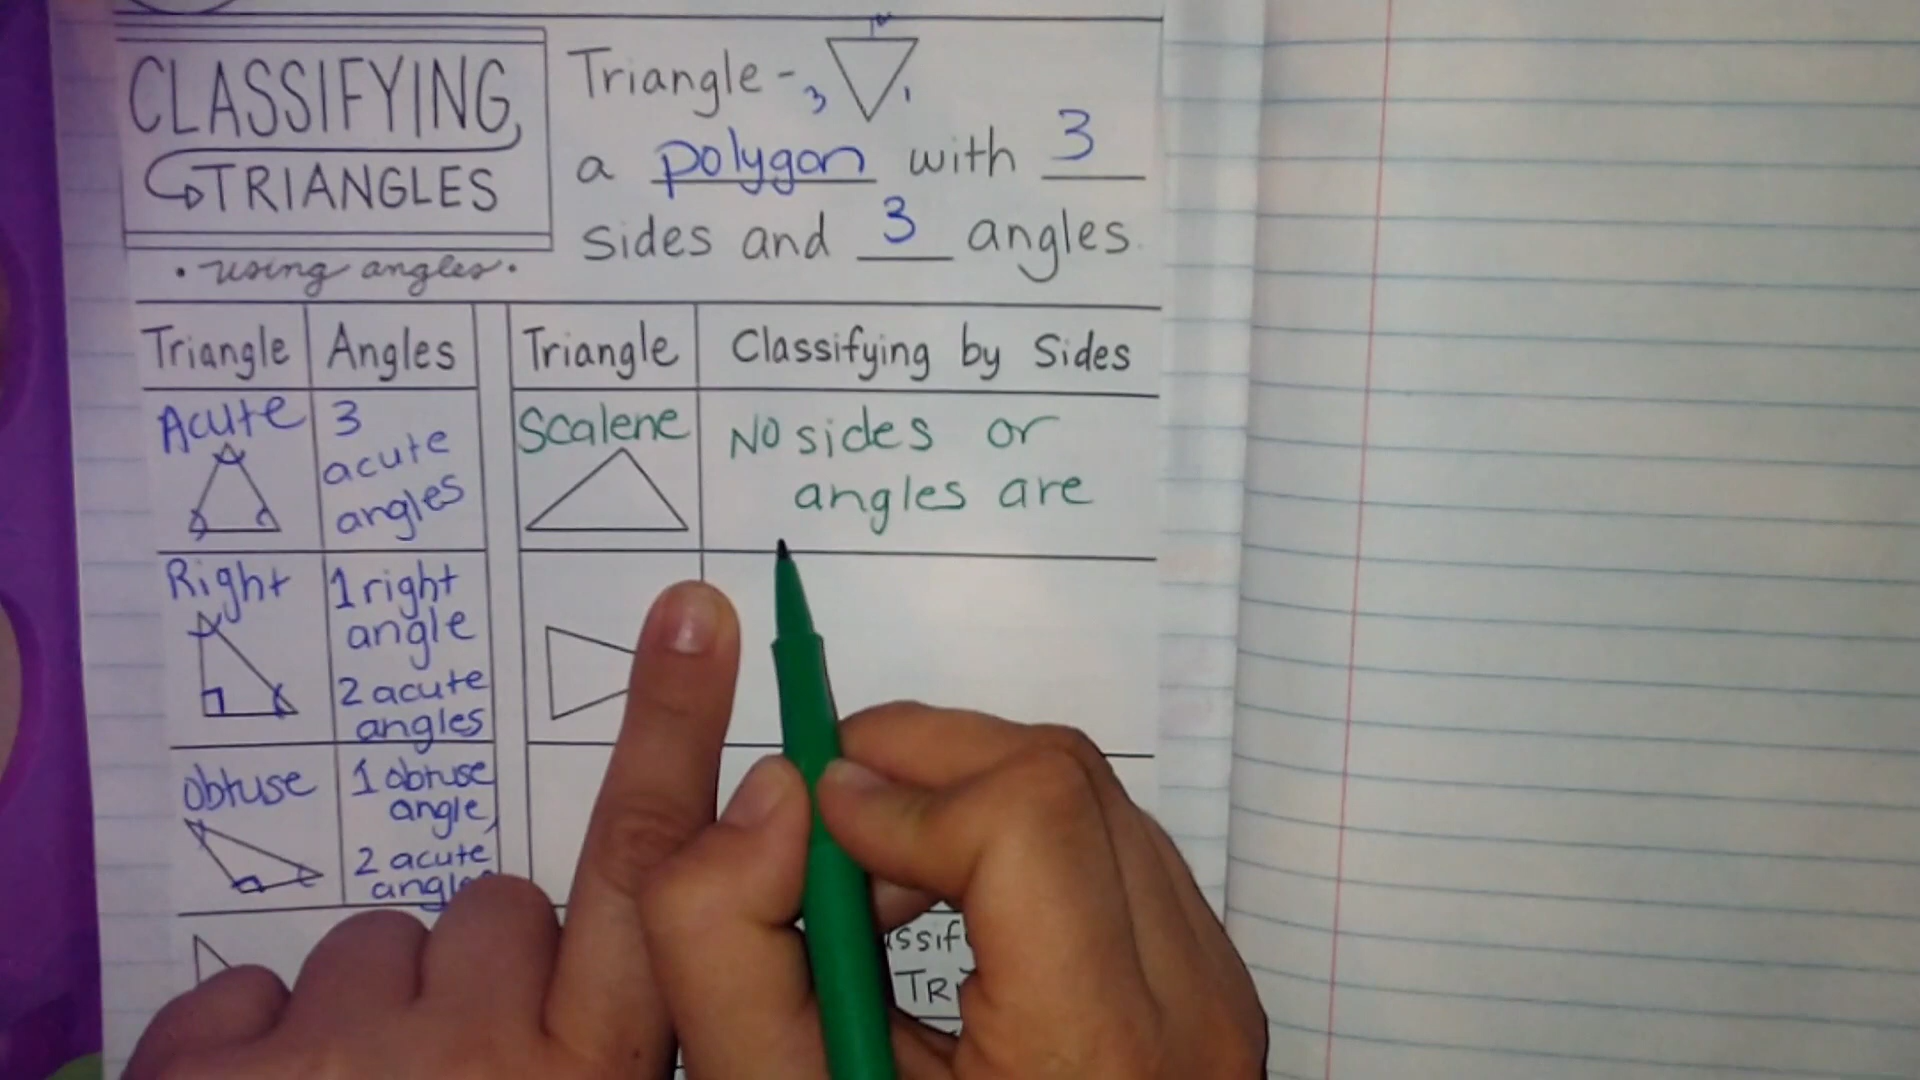 CLASSIFYING
TRIANGLES
• using angles •
Triangle -
3
1
a polygon with 3
sides and 3 angles.
Triangle
Angles
Acute
3
acute
angles
Right
1 right
angle
2 acute
angles
Obtuse
1 obtuse
angle,
2 acute
Triangle
Classifying by Sides
Scalene
No sides or
angles are